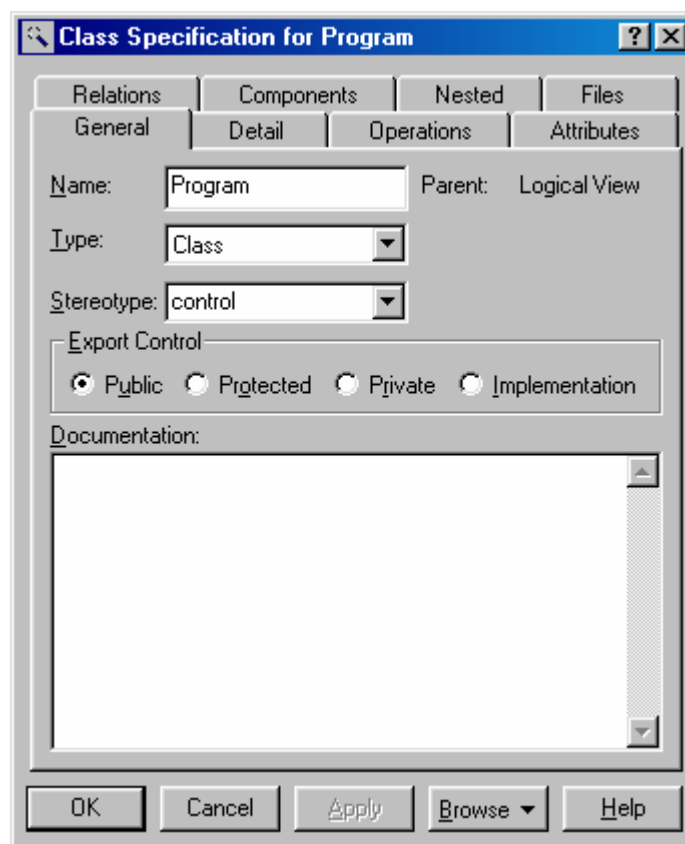 Class Specification for Program
Relations Components Nested Files
General Detail Operations Attributes
Name: Program Parent: Logical View
Type: Class
Stereotype: control
Export Control
Public Protected Private Implementation
Documentation:
OK Cancel Apply Browse Help